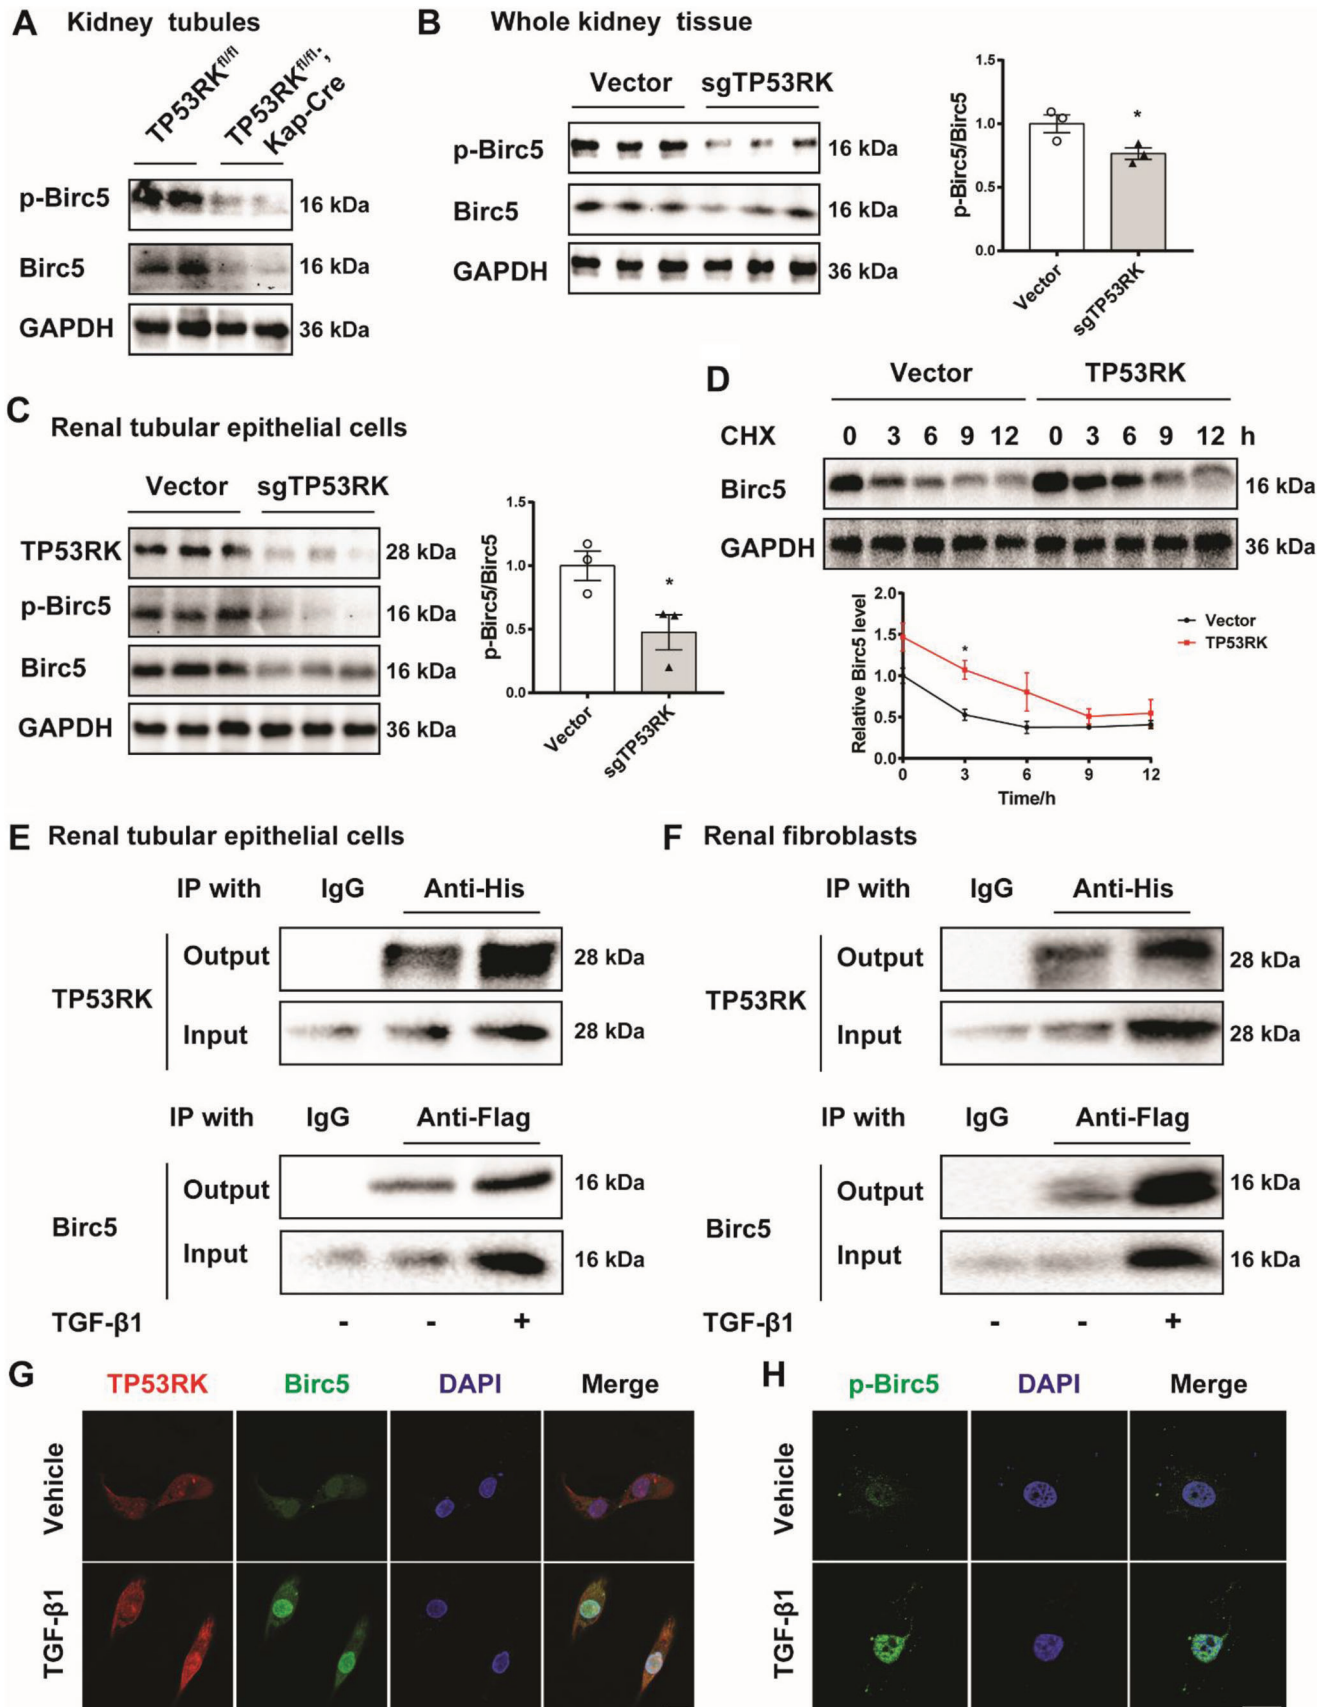 A Kidney tubules
TP53RKfl/fl
TP53RKfl/fl;
Kap-Cre
p-Birc5
16 kDa
Birc5
16 kDa
GAPDH
36 kDa
B Whole kidney tissue
Vector sgTP53RK
p-Birc5
16 kDa
Birc5
16 kDa
GAPDH
36 kDa
p-Birc5/Birc5
1.5
1.0
0.5
0.0
*
Vector
sgTP53RK
C Renal tubular epithelial cells
Vector sgTP53RK
TP53RK
28 kDa
p-Birc5
16 kDa
Birc5
16 kDa
GAPDH
36 kDa
p-Birc5/Birc5
1.5
1.0
0.5
0.0
*
Vector
sgTP53RK
D
Vector TP53RK
CHX 0 3 6 9 12 0 3 6 9 12 h
Birc5
16 kDa
GAPDH
36 kDa
Relative Birc5 level
2.0
1.5
1.0
0.5
0.0
*
Vector
TP53RK
0 3 6 9 12
Time/h
E Renal tubular epithelial cells
IP with IgG Anti-His
TP53RK
Output 28 kDa
Input 28 kDa
IP with IgG Anti-Flag
Birc5
Output 16 kDa
Input 16 kDa
TGF-β1 - - +
F Renal fibroblasts
IP with IgG Anti-His
TP53RK
Output 28 kDa
Input 28 kDa
IP with IgG Anti-Flag
Birc5
Output 16 kDa
Input 16 kDa
TGF-β1 - - +
G
TP53RK Birc5 DAPI Merge
Vehicle
TGF-β1
H
p-Birc5 DAPI Merge
Vehicle
TGF-β1